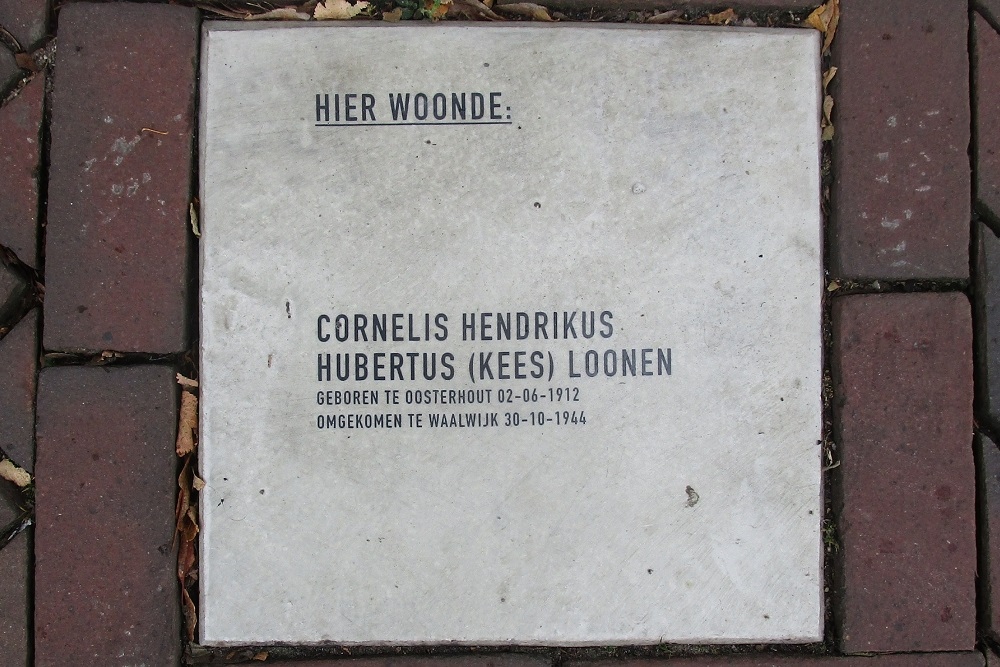 HIER WOONDE:
CORNELIS HENDRIKUS
HUBERTUS (KEES) LOONEN
GEBOREN TE OOSTERHOUT 02-06-1912
OMGEKOMEN TE WAALWIJK 30-10-1944